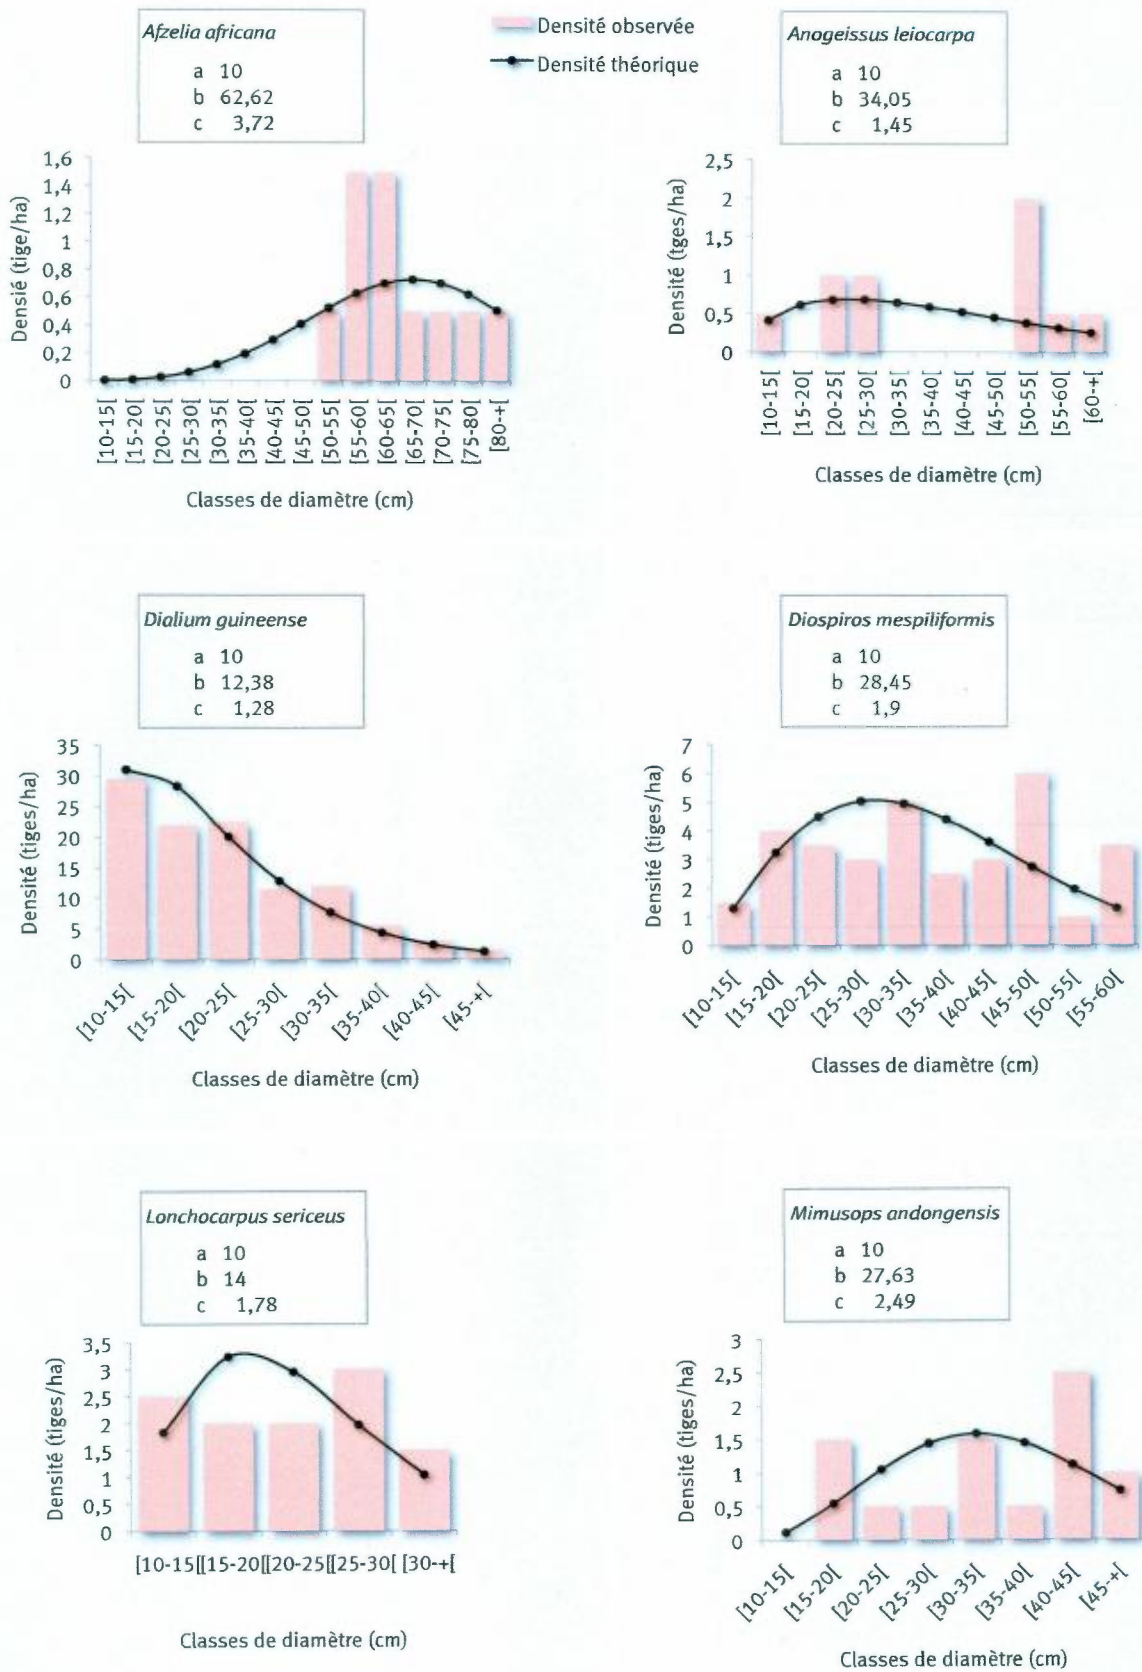 Afzelia africana
a 10
b 62,62
c 3,72
Densité observée
Densité théorique
Anogeissus leiocarpa
a 10
b 34,05
c 1,45
Densié (tige/ha)
1,6
1,4
1,2
1
0,8
0,6
0,4
0,2
0
[10-15[
[15-20[
[20-25[
[25-30[
[30-35[
[35-40[
[40-45[
[45-50[
[50-55[
[55-60[
[60-65[
[65-70[
[70-75[
[75-80[
[80-+[
Classes de diamètre (cm)
Densité (tges/ha)
2,5
2
1,5
1
0,5
0
[10-15[
[15-20[
[20-25[
[25-30[
[30-35[
[35-40[
[40-45[
[45-50[
[50-55[
[55-60[
[60-+[
Classes de diamètre (cm)
Dialium guineense
a 10
b 12,38
c 1,28
Densité (tiges/ha)
35
30
25
20
15
10
5
0
[10-15[
[15-20[
[20-25[
[25-30[
[30-35[
[35-40[
[40-45[
[45-+[
Classes de diamètre (cm)
Diospiros mespiliformis
a 10
b 28,45
c 1,9
Densité (tiges/ha)
7
6
5
4
3
2
1
0
[10-15[
[15-20[
[20-25[
[25-30[
[30-35[
[35-40[
[40-45[
[45-50[
[50-55[
[55-60[
Classes de diamètre (cm)
Lonchocarpus sericeus
a 10
b 14
c 1,78
Densité (tiges/ha)
3,5
3
2,5
2
1,5
1
0,5
0
[10-15[[15-20[[20-25[[25-30[ [30-+[
Classes de diamètre (cm)
Mimusops andongensis
a 10
b 27,63
c 2,49
Densité (tiges/ha)
3
2,5
2
1,5
1
0,5
0
[10-15[
[15-20[
[20-25[
[25-30[
[30-35[
[35-40[
[40-45[
[45-+[
Classes de diamètre (cm)